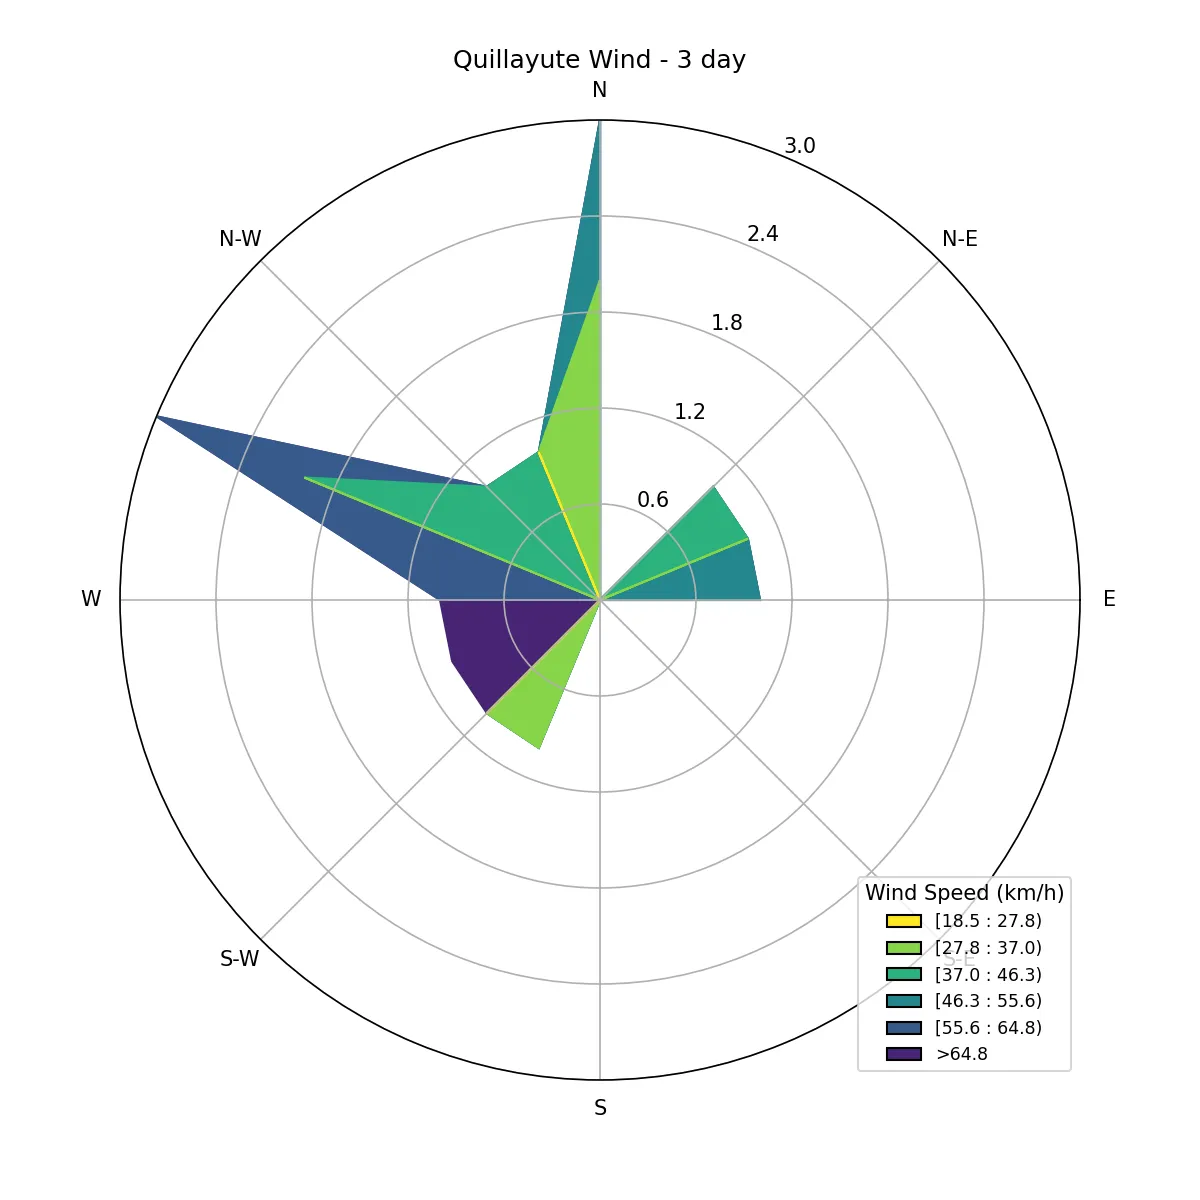 Quillayute Wind - 3 day
N
3.0
N-W
2.4
N-E
1.8
1.2
0.6
W
E
S-W
S-E
S
Wind Speed (km/h)
[18.5 : 27.8)
[27.8 : 37.0)
[37.0 : 46.3)
[46.3 : 55.6)
[55.6 : 64.8)
>64.8